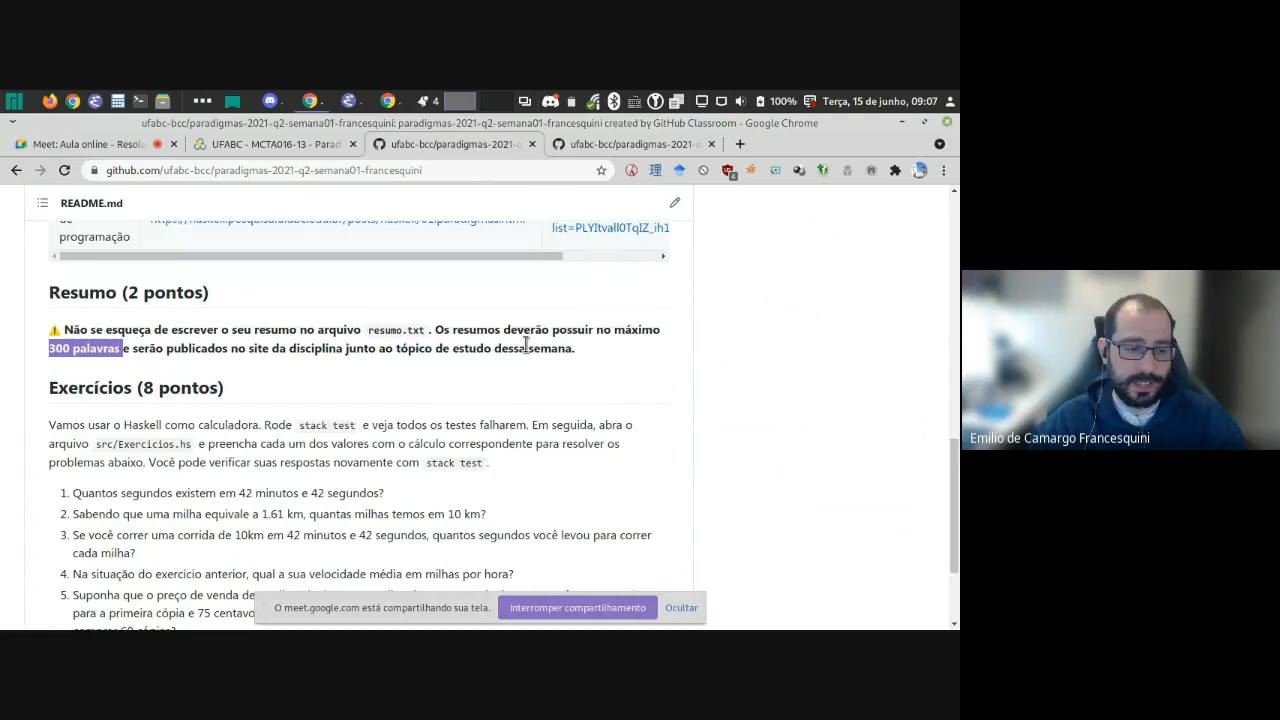 4
100%
Terça, 15 de junho, 09:07
ufabc-bcc/paradigmas-2021-q2-semana01-francesquini: paradigmas-2021-q2-semana01-francesquini created by GitHub Classroom - Google Chrome
Meet: Aula online - Resol
UFABC - MCTA016-13 - Parad
ufabc-bcc/paradigmas-2021-q
ufabc-bcc/paradigmas-2021-q
github.com/ufabc-bcc/paradigmas-2021-q2-semana01-francesquini
4
README.md
de
programação
list=PLYItvall0TqIZ_ih1
Resumo (2 pontos)
Não se esqueça de escrever o seu resumo no arquivo resumo.txt. Os resumos deverão possuir no máximo
300 palavras e serão publicados no site da disciplina junto ao tópico de estudo dessa semana.
Exercícios (8 pontos)
Vamos usar o Haskell como calculadora. Rode stack test e veja todos os testes falharem. Em seguida, abra o
arquivo src/Exercicios.hs e preencha cada um dos valores com o cálculo correspondente para resolver os
problemas abaixo. Você pode verificar suas respostas novamente com stack test.
1. Quantos segundos existem em 42 minutos e 42 segundos?
2. Sabendo que uma milha equivale a 1.61 km, quantas milhas temos em 10 km?
3. Se você correr uma corrida de 10km em 42 minutos e 42 segundos, quantos segundos você levou para correr
cada milha?
4. Na situação do exercício anterior, qual a sua velocidade média em milhas por hora?
5. Suponha que o preço de venda de
para a primeira cópia e 75 centavo
O meet.google.com está compartilhando sua tela.
Interromper compartilhamento
Ocultar
Emilio de Camargo Francesquini